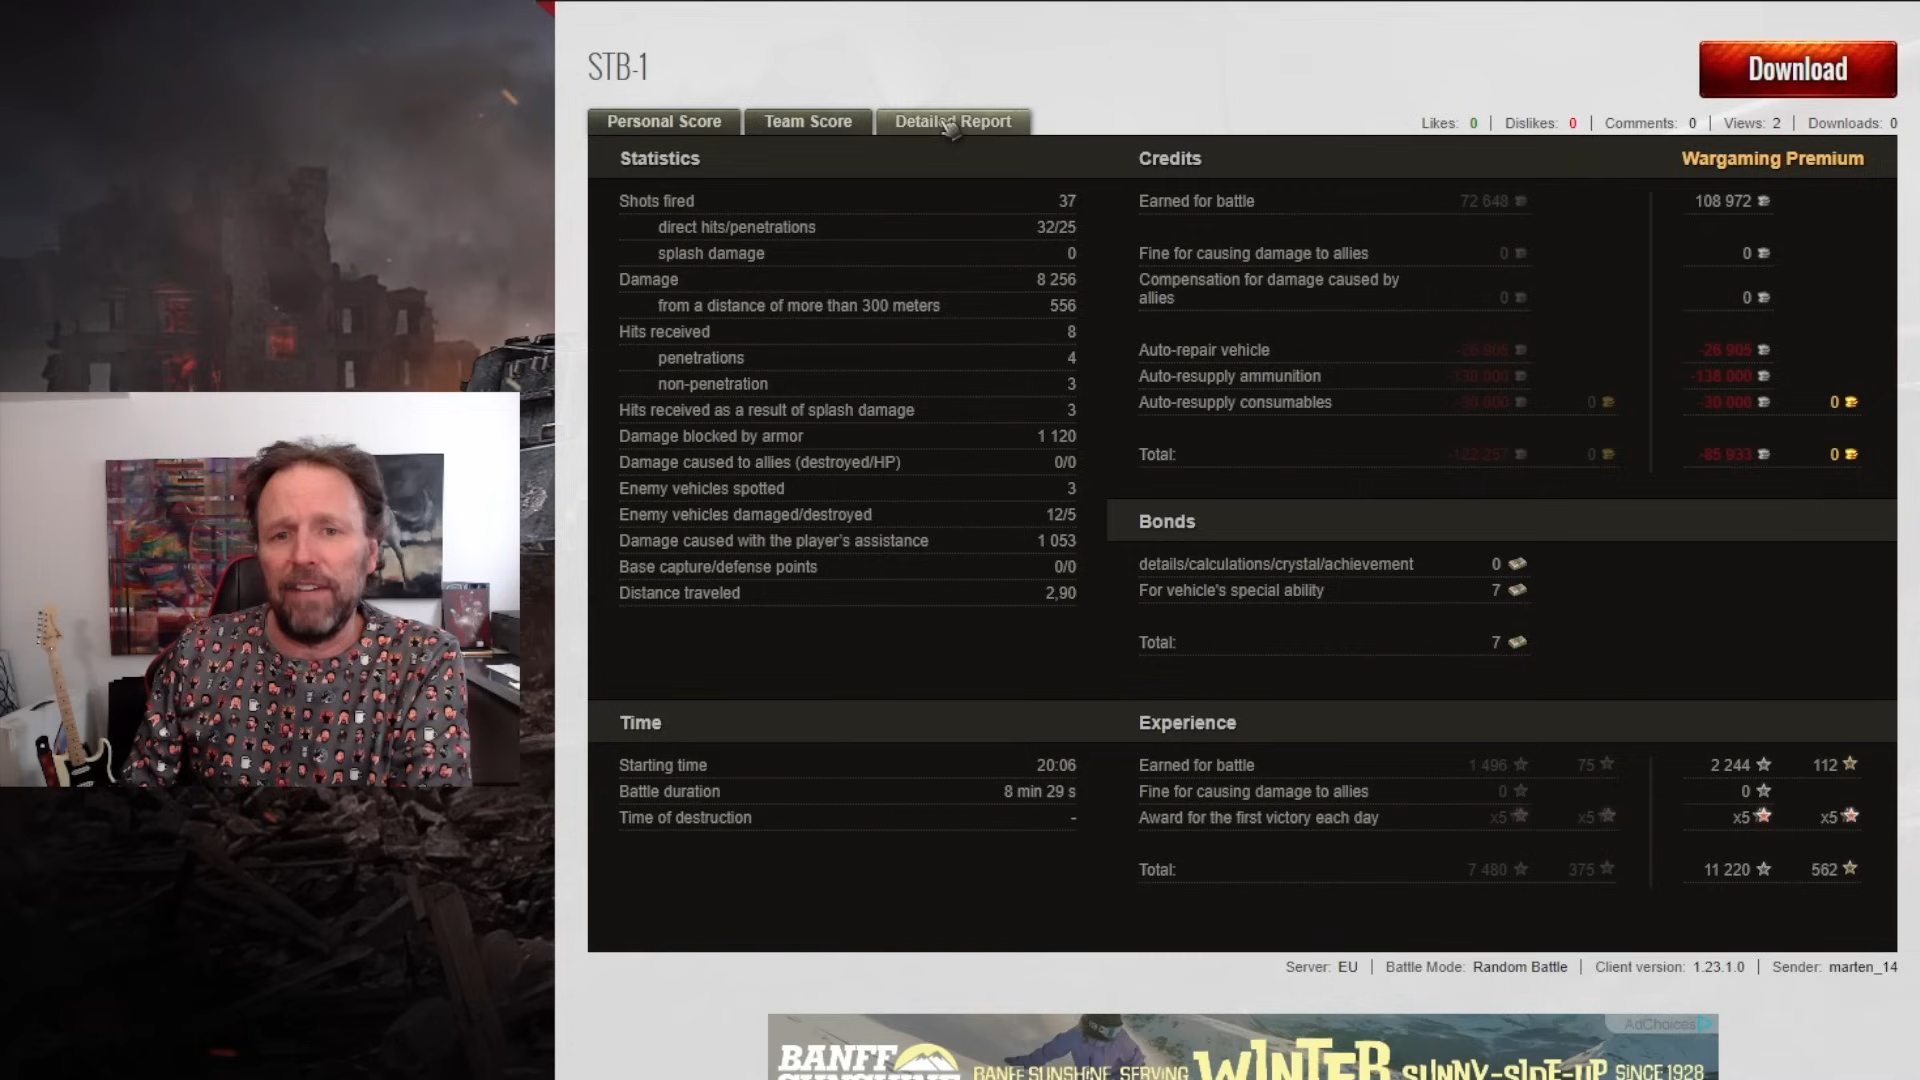 STB-1
Download
Personal Score Team Score Detailed Report
Likes: 0 | Dislikes: 0 | Comments: 0 | Views: 2 | Downloads: 0
Statistics
Shots fired 37
direct hits/penetrations 32/25
splash damage 0
Damage 8 256
from a distance of more than 300 meters 556
Hits received 8
penetrations 4
non-penetration 3
Hits received as a result of splash damage 3
Damage blocked by armor 1 120
Damage caused to allies (destroyed/HP) 0/0
Enemy vehicles spotted 3
Enemy vehicles damaged/destroyed 12/5
Damage caused with the player's assistance 1 053
Base capture/defense points 0/0
Distance traveled 2,90
Credits Wargaming Premium
Earned for battle 72 648 108 972
Fine for causing damage to allies 0 0
Compensation for damage caused by
allies 0 0
Auto-repair vehicle -26 905 -26 905
Auto-resupply ammunition -138 000 -138 000
Auto-resupply consumables -30 000 0 -30 000 0
Total: -122 257 0 -85 933 0
Bonds
details/calculations/crystal/achievement 0
For vehicle's special ability 7
Total: 7
Time
Starting time 20:06
Battle duration 8 min 29 s
Time of destruction -
Experience
Earned for battle 1 496 75 2 244 112
Fine for causing damage to allies 0 0
Award for the first victory each day x5 x5 x5 x5
Total: 7 480 375 11 220 562
Server: EU | Battle Mode: Random Battle | Client version: 1.23.1.0 | Sender: marten_14
AdChoices
BANFF
SUNSHINE
BANFF SUNSHINE. SERVING WINTER SUNNY-SIDE-UP SINCE 1928